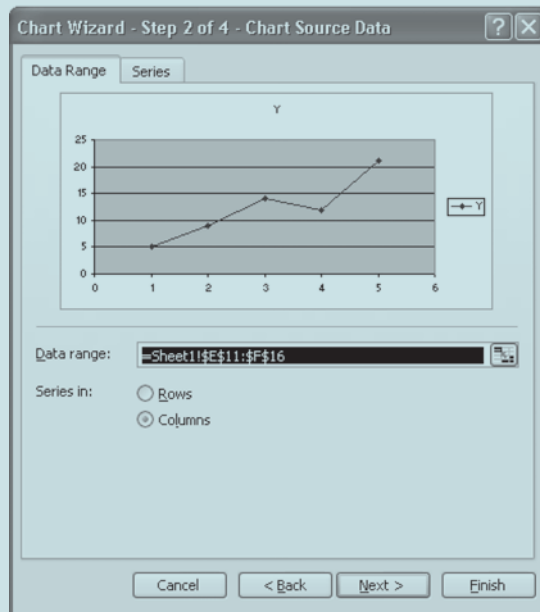 Chart Wizard - Step 2 of 4 - Chart Source Data
Data Range Series
Y
25
20
15
10
5
0
0 1 2 3 4 5 6
Y
Data range: =Sheet1!$E$11:$F$16
Series in: Rows
Columns
Cancel < Back Next > Finish